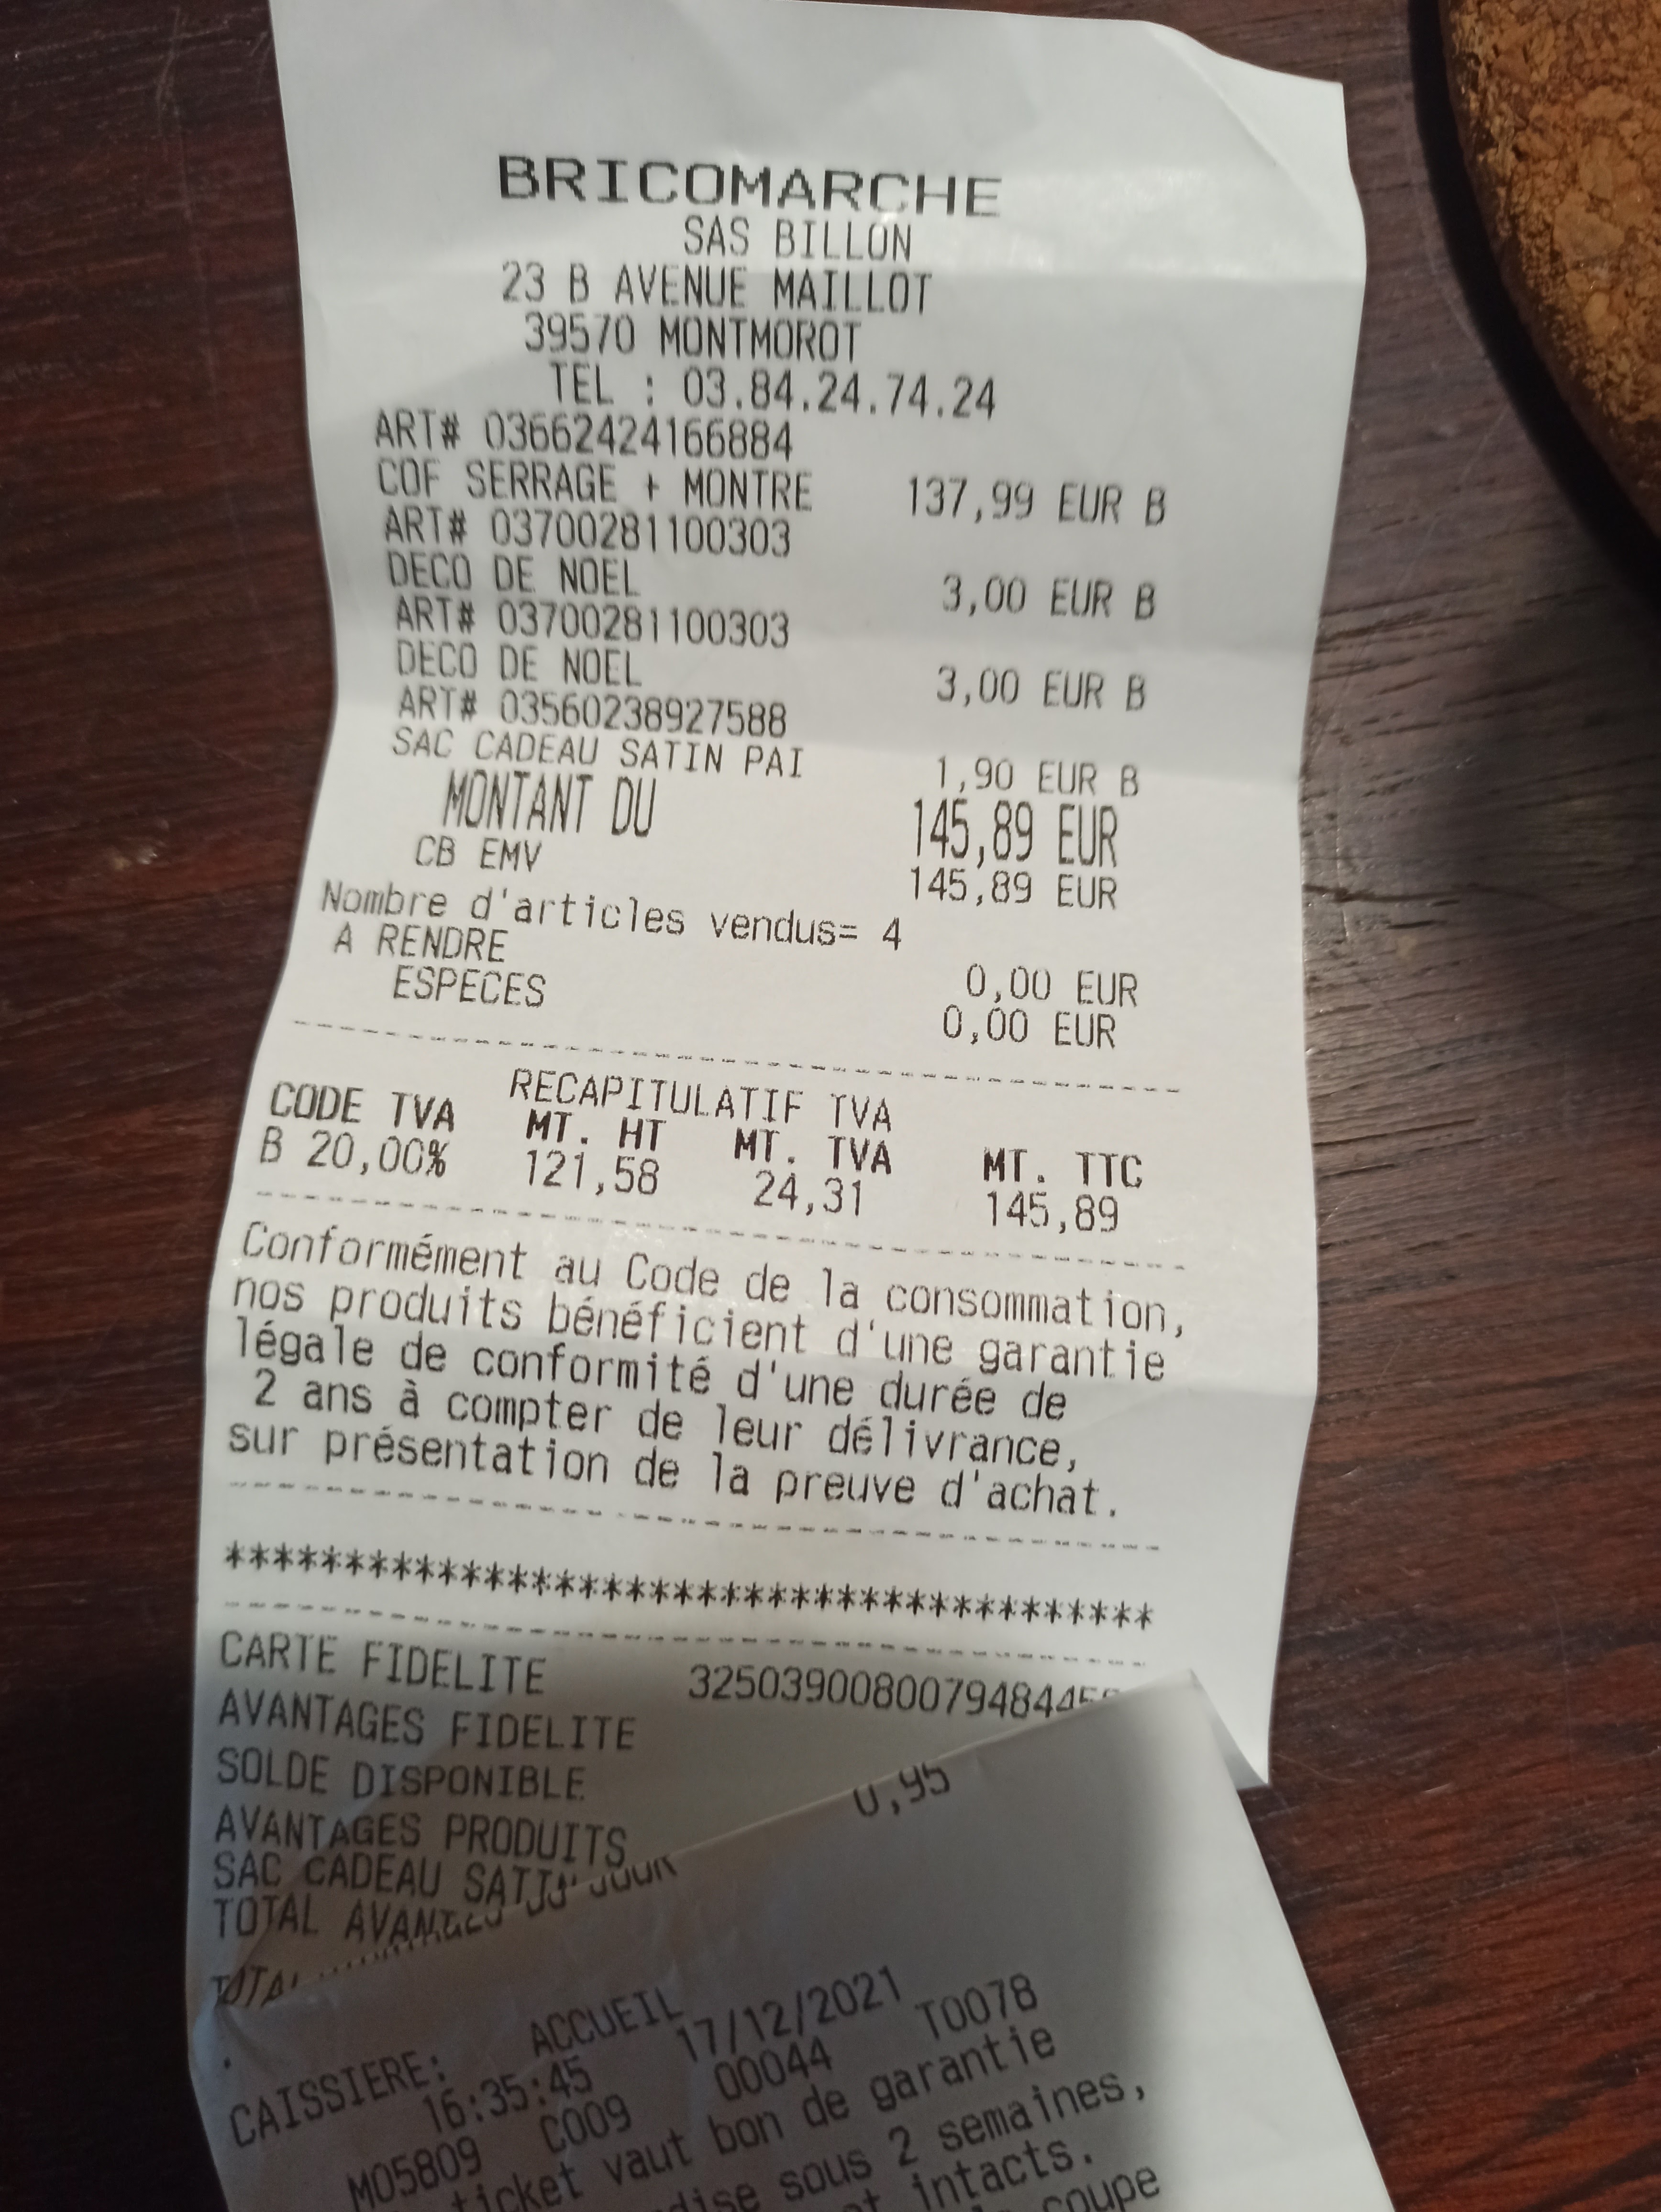 BRICOMARCHE
SAS BILLON
23 B AVENUE MAILLOT
39570 MONTMOROT
TEL : 03.84.24.74.24
ART# 03662424166884
COF SERRAGE + MONTRE 137,99 EUR B
ART# 03700281100303
DECO DE NOEL 3,00 EUR B
ART# 03700281100303
DECO DE NOEL 3,00 EUR B
ART# 03560238927588
SAC CADEAU SATIN PAI 1,90 EUR B
MONTANT DU 145,89 EUR
CB EMV 145,89 EUR
Nombre d'articles vendus= 4
A RENDRE 0,00 EUR
ESPECES 0,00 EUR
RECAPITULATIF TVA
CODE TVA MT. HT MT. TVA MT. TTC
B 20,00% 121,58 24,31 145,89
Conformément au Code de la consommation,
nos produits bénéficient d'une garantie
légale de conformité d'une durée de
2 ans à compter de leur délivrance,
sur présentation de la preuve d'achat.
***************************************
CARTE FIDELITE
AVANTAGES FIDELITE
SOLDE DISPONIBLE
AVANTAGES PRODUITS
SAC CADEAU
TOTAL
0,95
CAISSIERE: ACCUEIL
16:35:45 17/12/2021
M05809 C009 00044 T0078
ticket vaut bon de garantie
sous 2 semaines,
intacts.
coupe